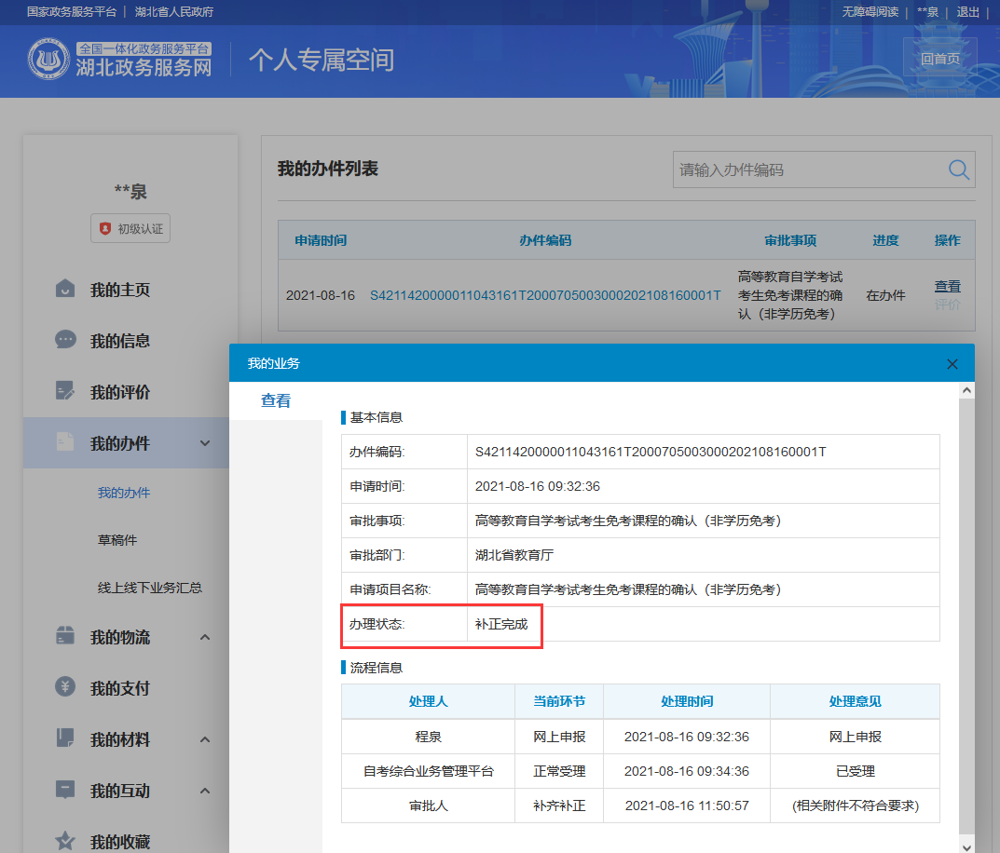 国家政务服务平台 | 湖北省人民政府
无障碍阅读 | **泉 | 退出 |
全国一体化政务服务平台
湖北政务服务网
个人专属空间
回首页
**泉
初级认证
我的主页
我的信息
我的评价
我的办件
我的办件
草稿件
线上线下业务汇总
我的物流
我的支付
我的材料
我的互动
我的收藏
我的办件列表
请输入办件编码
申请时间 办件编码 审批事项 进度 操作
2021-08-16 S4211420000011043161T2000705003000202108160001T 高等教育自学考试 在办件 查看
考生免考课程的确 评价
认（非学历免考）
我的业务
查看
基本信息
办件编码: S4211420000011043161T2000705003000202108160001T
申请时间: 2021-08-16 09:32:36
审批事项: 高等教育自学考试考生免考课程的确认（非学历免考）
审批部门: 湖北省教育厅
申请项目名称: 高等教育自学考试考生免考课程的确认（非学历免考）
办理状态: 补正完成
流程信息
处理人 当前环节 处理时间 处理意见
程泉 网上申报 2021-08-16 09:32:36 网上申报
自考综合业务管理平台 正常受理 2021-08-16 09:34:36 已受理
审批人 补齐补正 2021-08-16 11:50:57 (相关附件不符合要求)